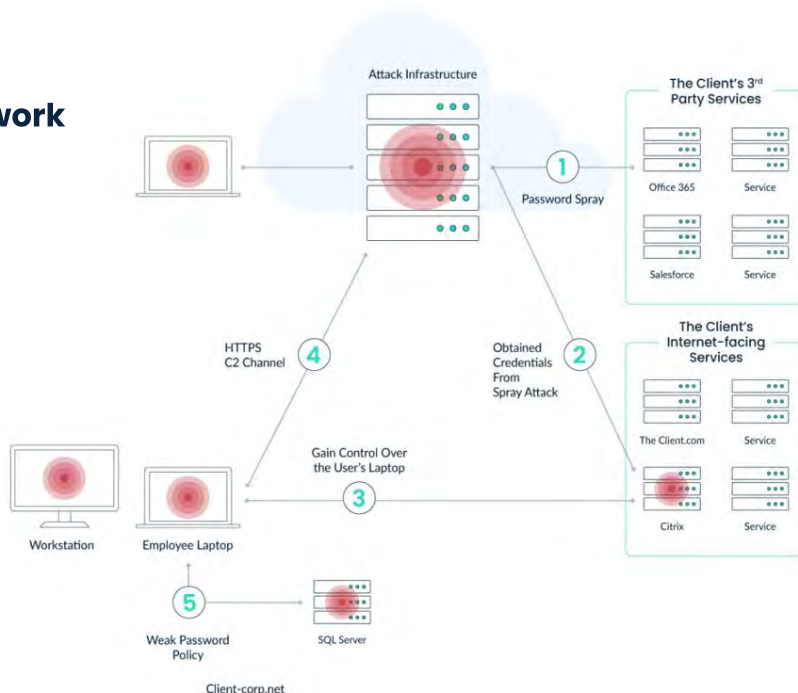 work
Attack Infrastructure
The Client's 3rd
Party Services
1
Password Spray
Office 365
Service
Salesforce
Service
HTTPS
C2 Channel
4
Obtained
Credentials
From
Spray Attack
2
The Client's
Internet-facing
Services
The Client.com
Service
Gain Control Over
the User's Laptop
3
Citrix
Service
Workstation
Employee Laptop
5
Weak Password
Policy
SQL Server
Client-corp.net